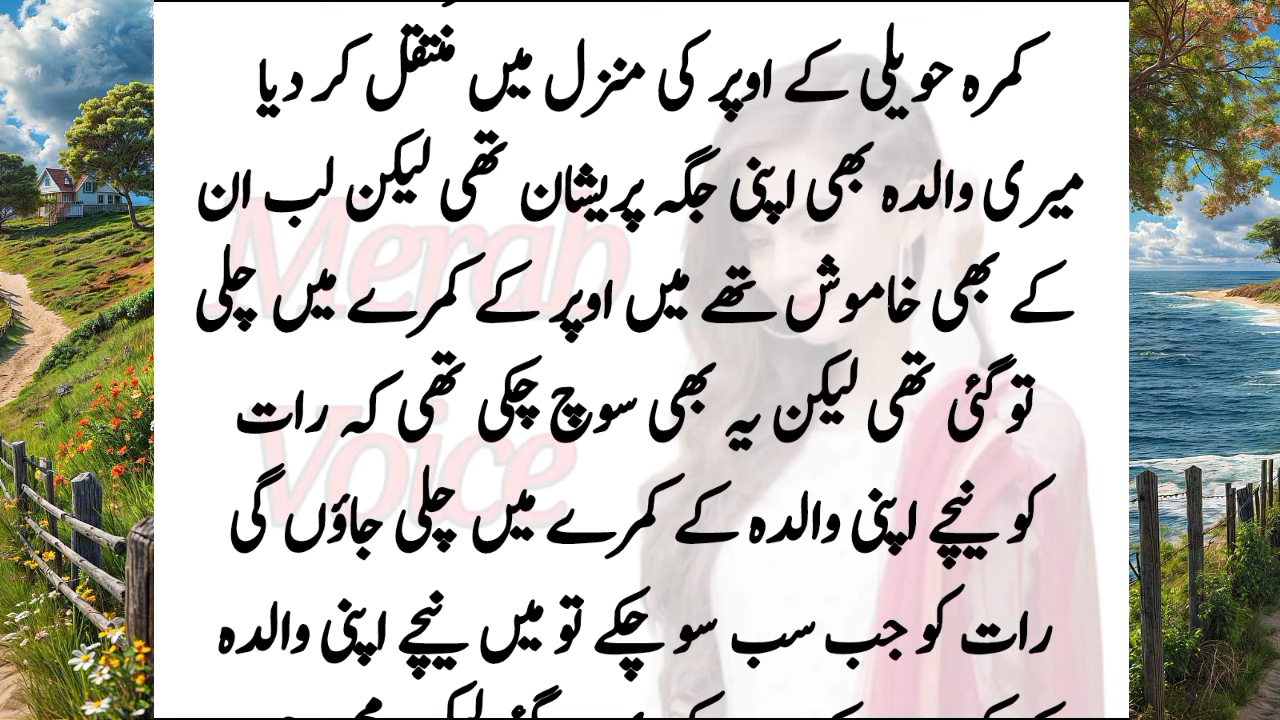 کمرہ حویلی کے اوپر کی منزل میں منتقل کر دیا
میری والدہ بھی اپنی جگہ پریشان تھی لیکن لب ان
کے بھی خاموش تھے میں اوپر کے کمرے میں چلی
تو گئی تھی لیکن یہ بھی سوچ چکی تھی کہ رات
کو نیچے اپنی والدہ کے کمرے میں چلی جاؤں گی
رات کو جب سب سو چکے تو میں نیچے اپنی والدہ
Merab
Voice